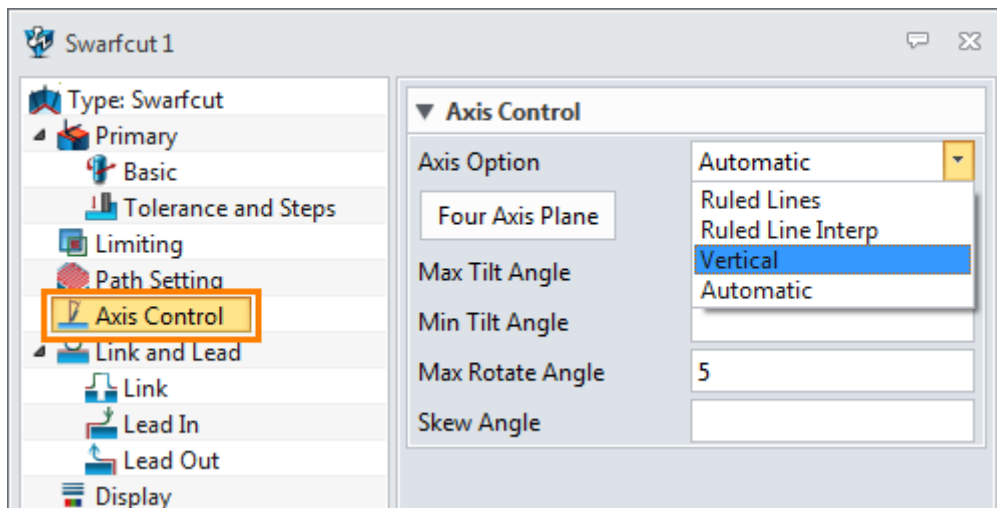 Swarfcut 1
Type: Swarfcut
Primary
Basic
Tolerance and Steps
Limiting
Path Setting
Axis Control
Link and Lead
Link
Lead In
Lead Out
Display
Axis Control
Axis Option Automatic
Ruled Lines
Ruled Line Interp
Vertical
Automatic
Four Axis Plane
Max Tilt Angle
Min Tilt Angle
Max Rotate Angle 5
Skew Angle